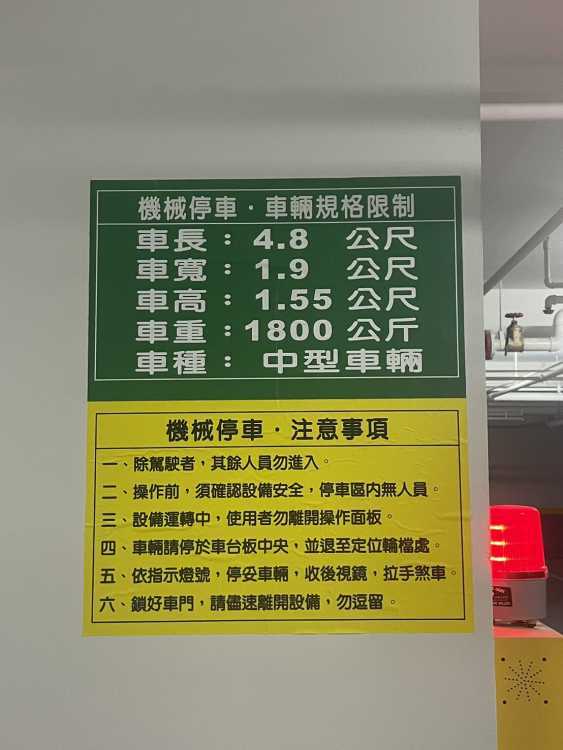 機械停車・車輛規格限制
車長：4.8 公尺
車寬：1.9 公尺
車高：1.55 公尺
車重：1800 公斤
車種：中型車輛
機械停車・注意事項
一、除駕駛者，其餘人員勿進入。
二、操作前，須確認設備安全，停車區內無人員。
三、設備運轉中，使用者勿離開操作面板。
四、車輛請停於車台板中央，並退至定位輪檔處。
五、依指示燈號，停妥車輛，收後視鏡，拉手煞車。
六、鎖好車門，請儘速離開設備，勿逗留。